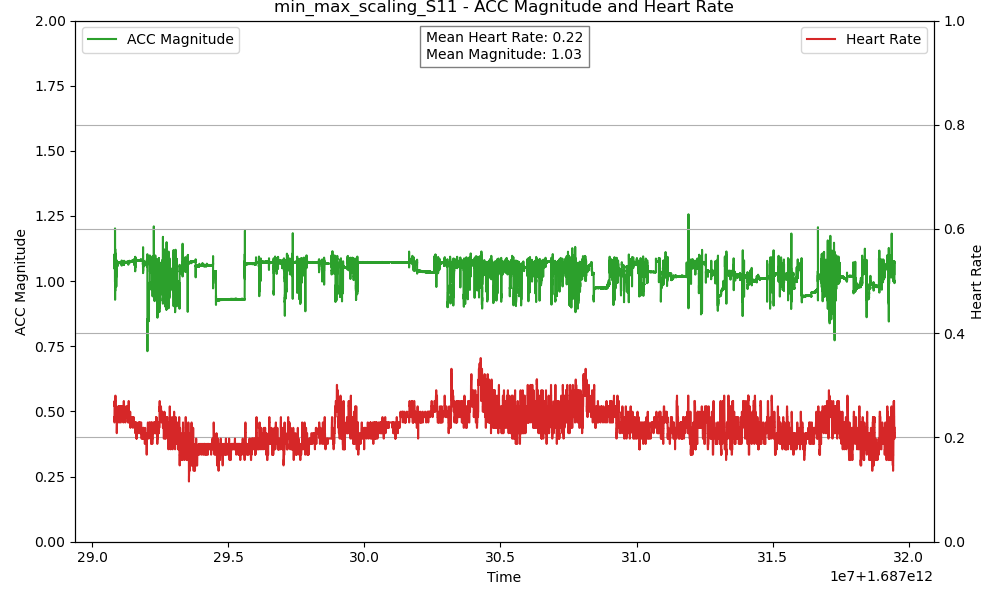 min_max_scaling_S11 - ACC Magnitude and Heart Rate
ACC Magnitude
Mean Heart Rate: 0.22
Mean Magnitude: 1.03
Heart Rate
2.00
1.75
1.50
1.25
1.00
0.75
0.50
0.25
0.00
ACC Magnitude
1.0
0.8
0.6
0.4
0.2
0.0
Heart Rate
29.0
29.5
30.0
30.5
31.0
31.5
32.0
Time
1e7+1.687e12